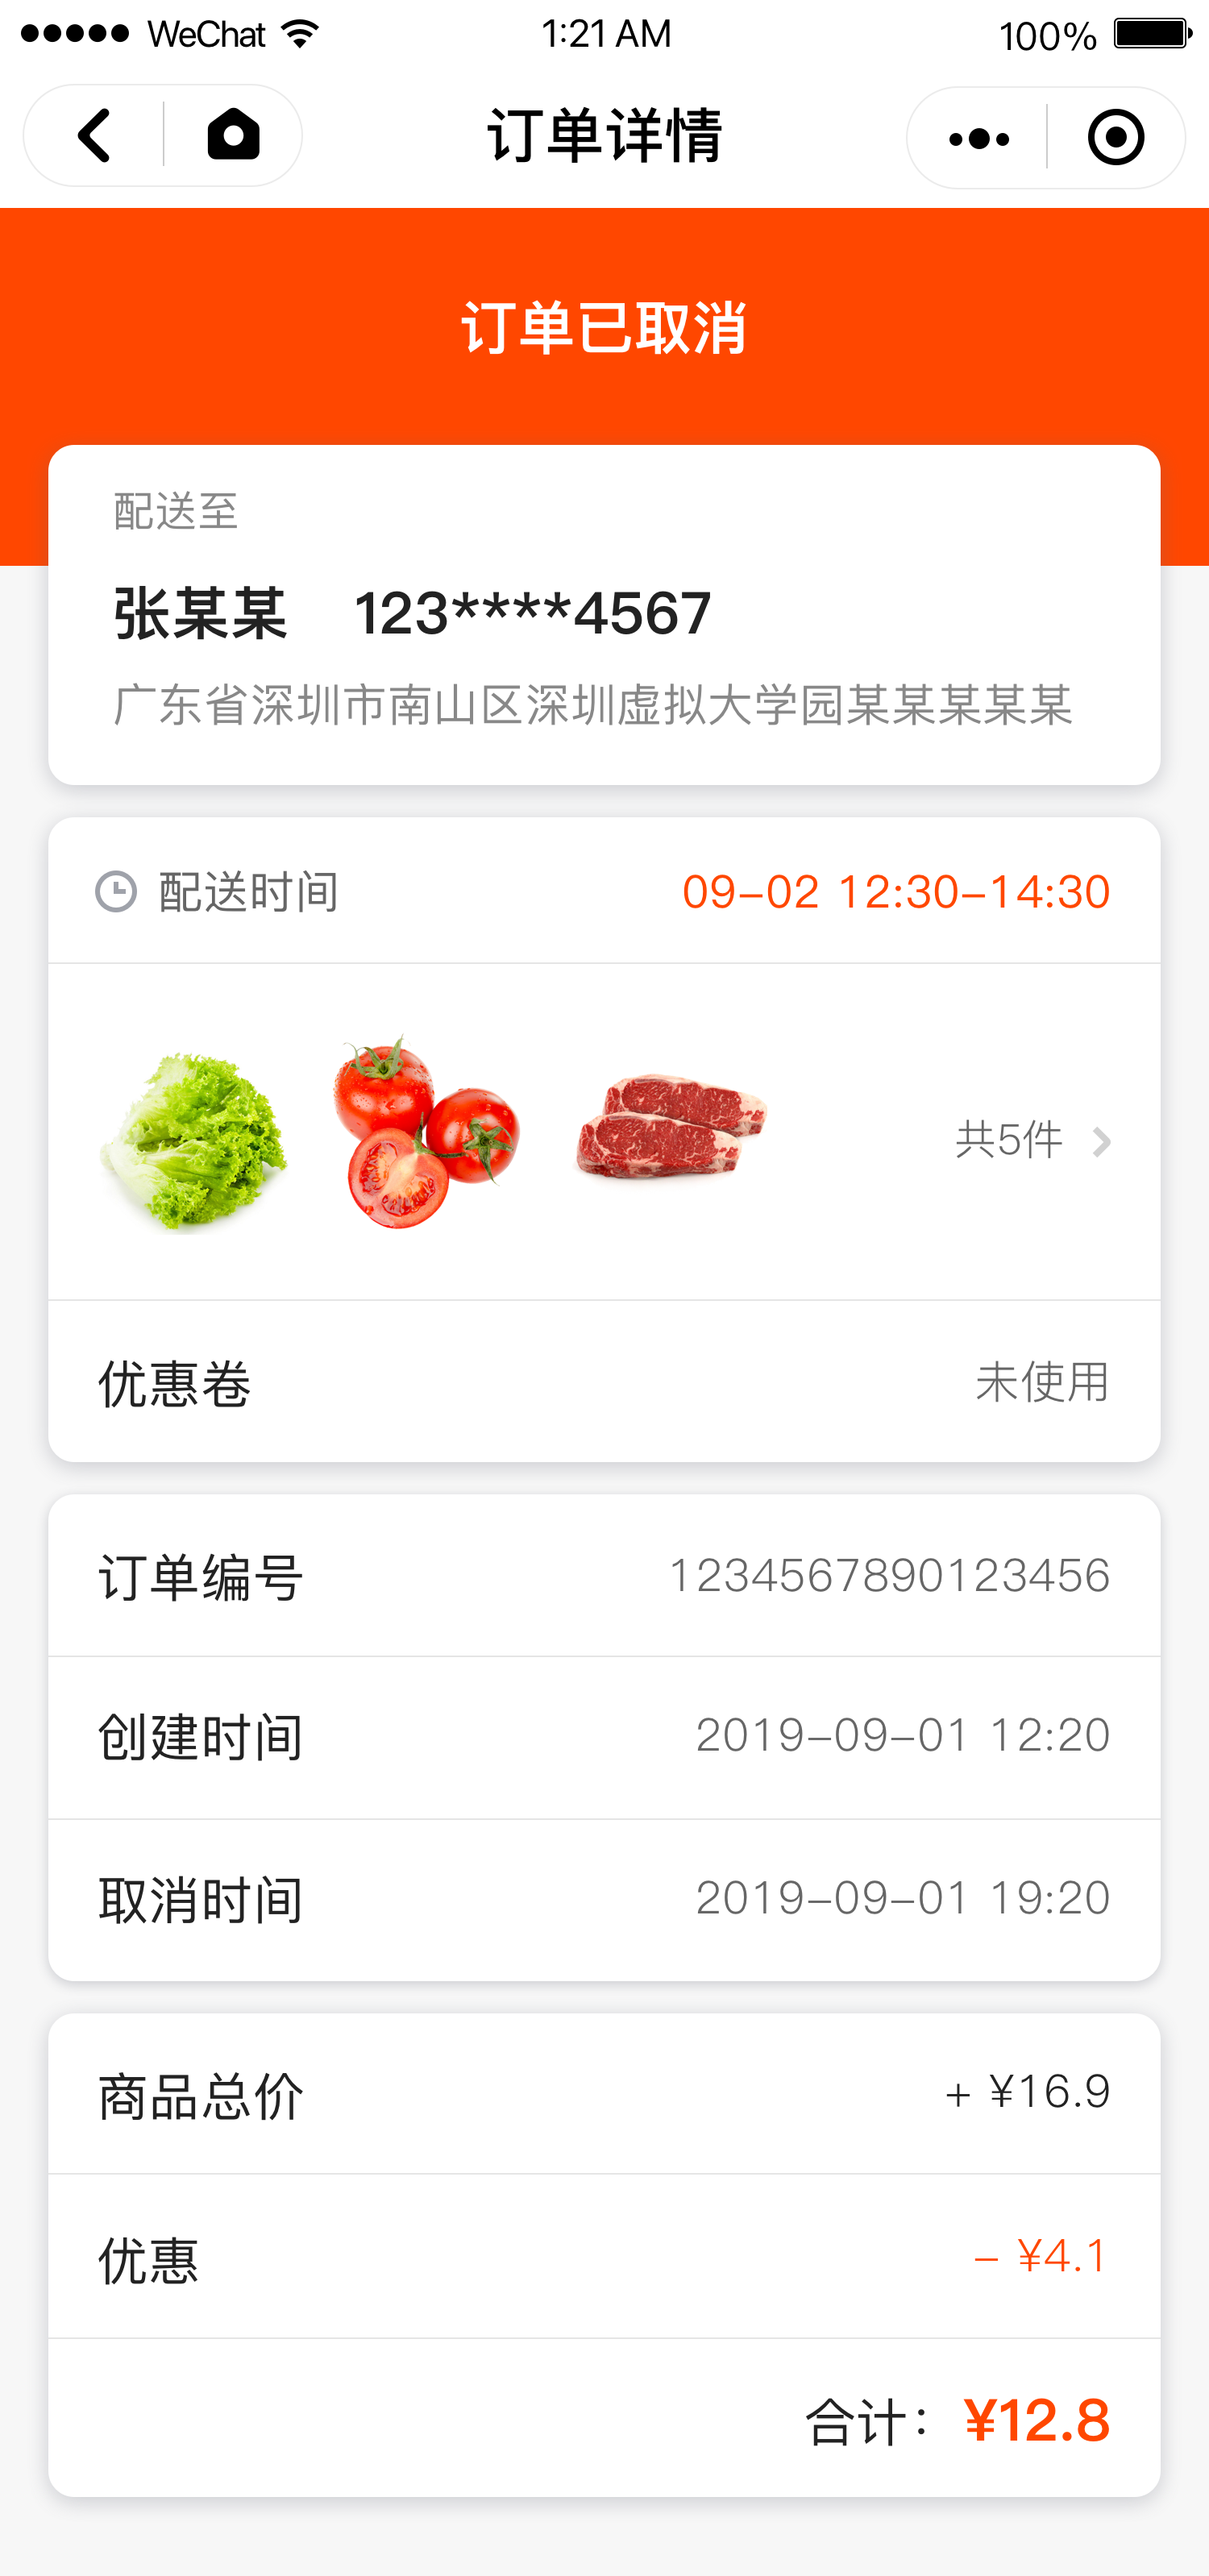 WeChat 1:21 AM 100%
订单详情
订单已取消
配送至
张某某 123****4567
广东省深圳市南山区深圳虚拟大学园某某某某某
配送时间 09-02 12:30-14:30
共5件
优惠卷 未使用
订单编号 1234567890123456
创建时间 2019-09-01 12:20
取消时间 2019-09-01 19:20
商品总价 + ¥16.9
优惠 - ¥4.1
合计：¥12.8